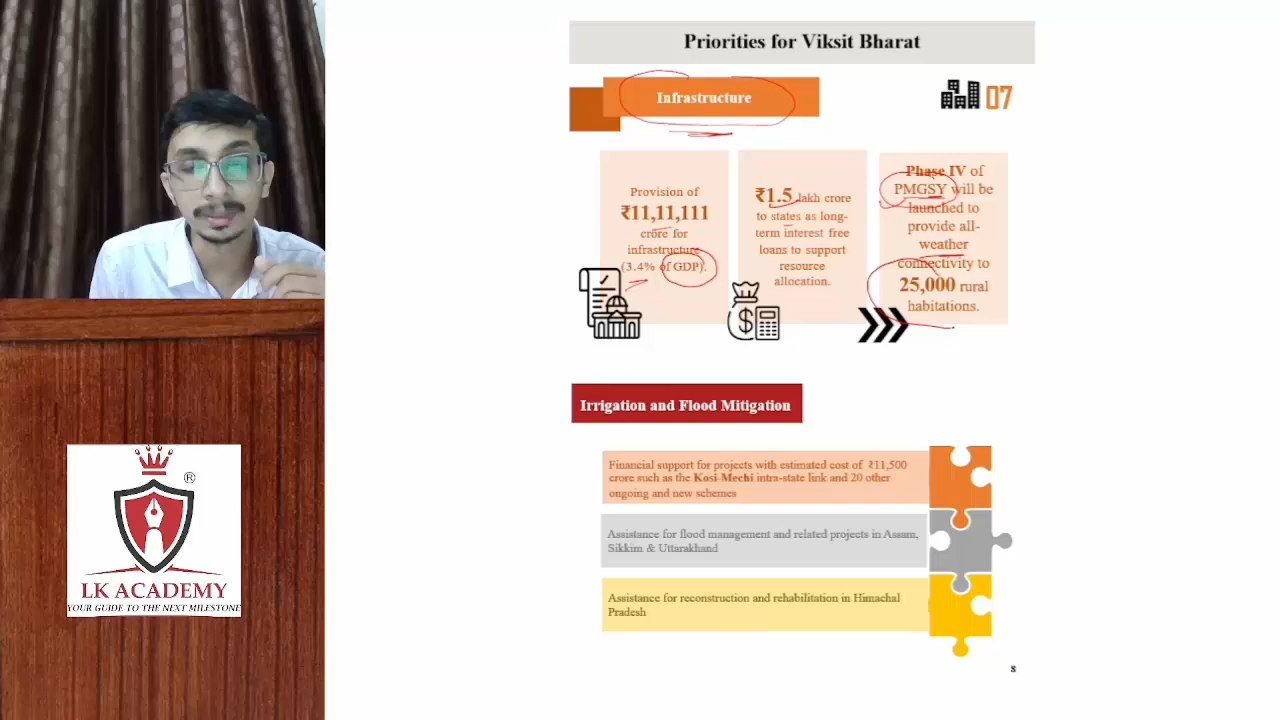 Priorities for Viksit Bharat
Infrastructure
07
Provision of
₹11,11,111
crore for
infrastructure
(3.4% of GDP).
₹1.5 lakh crore
to states as long-
term interest free
loans to support
resource
allocation.
Phase IV of
PMGSY will be
launched to
provide all-
weather
connectivity to
25,000 rural
habitations.
Irrigation and Flood Mitigation
Financial support for projects with estimated cost of ₹11,500
crore such as the Kosi-Mechi intra-state link and 20 other
ongoing and new schemes
Assistance for flood management and related projects in Assam,
Sikkim & Uttarakhand
Assistance for reconstruction and rehabilitation in Himachal
Pradesh
8
®
LK ACADEMY
YOUR GUIDE TO THE NEXT MILESTONE